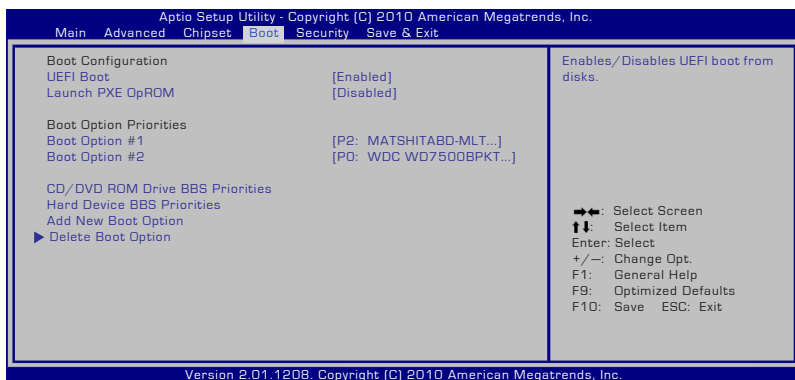 Aptio Setup Utility - Copyright (C) 2010 American Megatrends, Inc.
Main Advanced Chipset Boot Security Save & Exit
Boot Configuration
UEFI Boot [Enabled]
Launch PXE OpROM [Disabled]
Boot Option Priorities
Boot Option #1 [P2: MATSHITABD-MLT...]
Boot Option #2 [P0: WDC WD7500BPKT...]
CD/DVD ROM Drive BBS Priorities
Hard Device BBS Priorities
Add New Boot Option
Delete Boot Option
Enables/Disables UEFI boot from
disks.
→←: Select Screen
↑↓: Select Item
Enter: Select
+/—: Change Opt.
F1: General Help
F9: Optimized Defaults
F10: Save ESC: Exit
Version 2.01.1208. Copyright (C) 2010 American Megatrends, Inc.